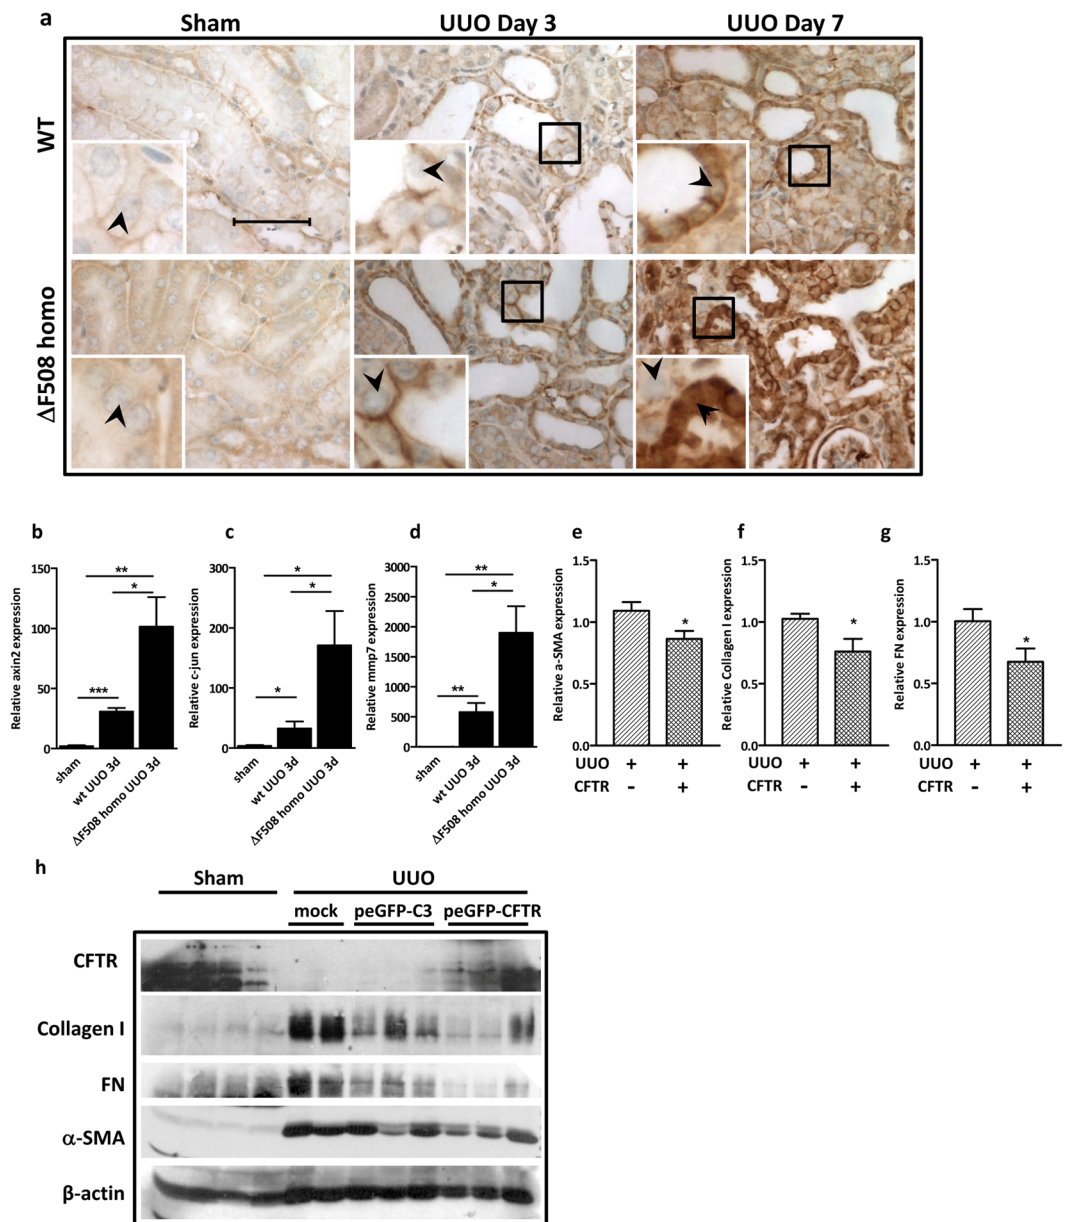 a
Sham
UUO Day 3
UUO Day 7
WT
ΔF508 homo
b
c
d
e
f
g
Relative axin2 expression
150
100
50
0
**
*
***
sham
wt UUO 3d
ΔF508 homo UUO 3d
Relative c-jun expression
300
200
100
0
*
*
*
sham
wt UUO 3d
ΔF508 homo UUO 3d
Relative mmp7 expression
3000
2500
2000
1500
1000
500
0
**
*
**
sham
wt UUO 3d
ΔF508 homo UUO 3d
Relative a-SMA expression
1.5
1.0
0.5
0.0
*
UUO + +
CFTR - +
Relative Collagen I expression
1.5
1.0
0.5
0.0
*
UUO + +
CFTR - +
Relative FN expression
1.5
1.0
0.5
0.0
*
UUO + +
CFTR - +
h
Sham
UUO
mock peGFP-C3 peGFP-CFTR
CFTR
Collagen I
FN
α-SMA
β-actin